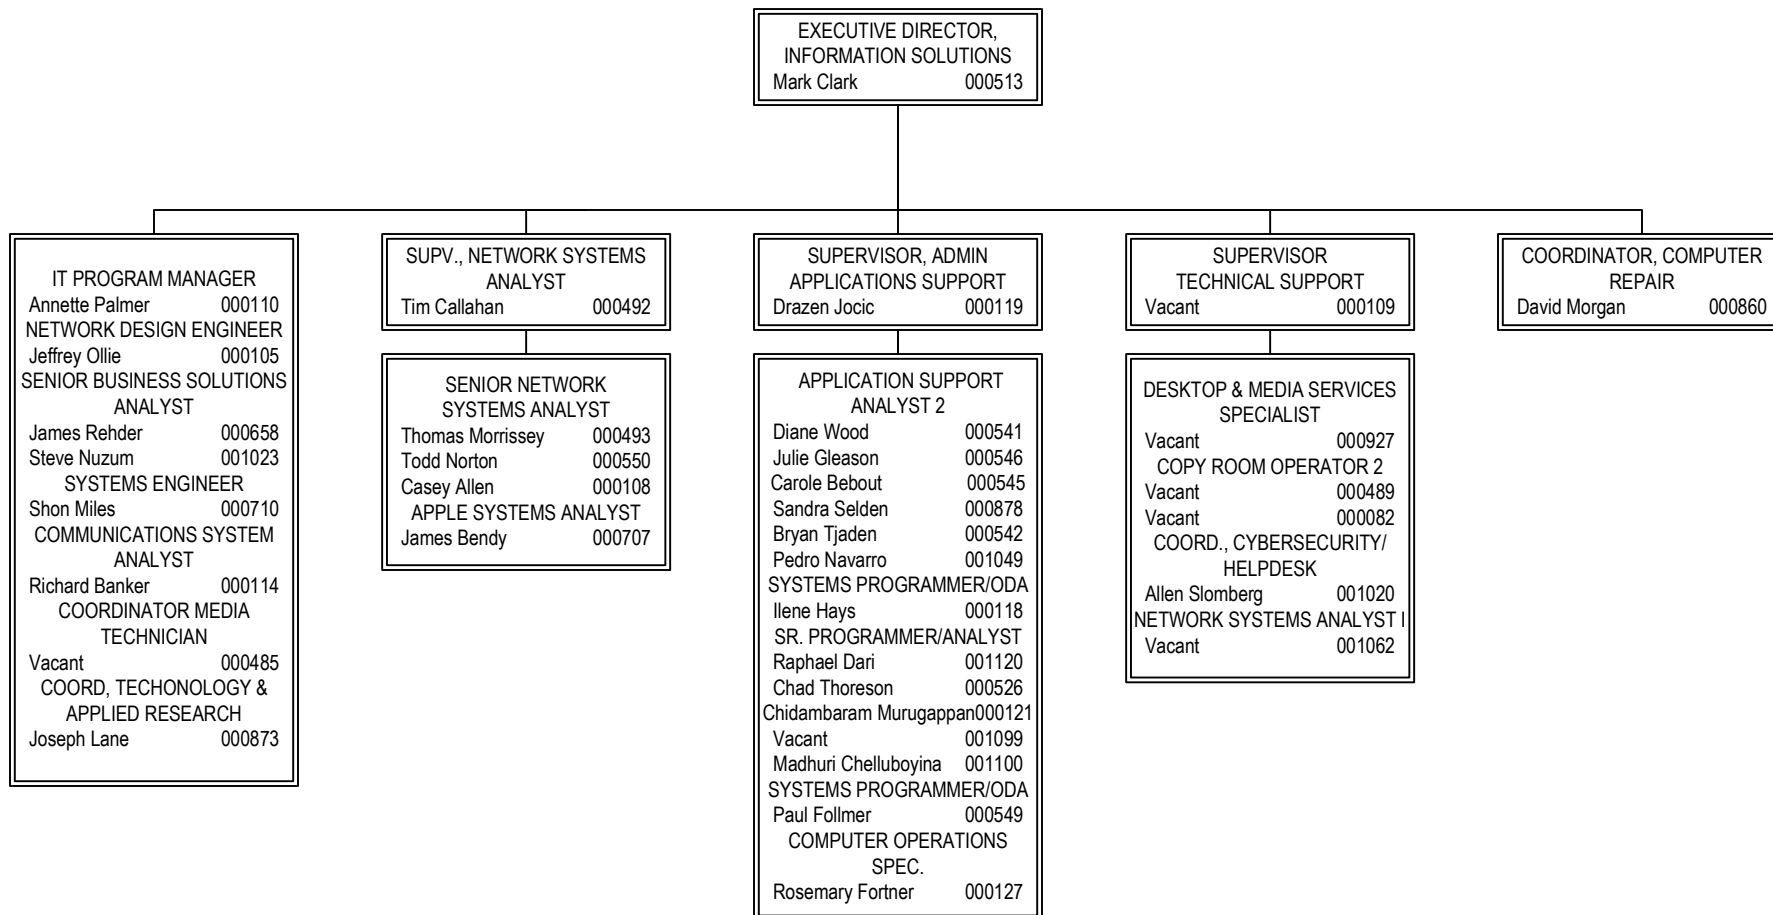 EXECUTIVE DIRECTOR,
INFORMATION SOLUTIONS
Mark Clark 000513
IT PROGRAM MANAGER
Annette Palmer 000110
NETWORK DESIGN ENGINEER
Jeffrey Ollie 000105
SENIOR BUSINESS SOLUTIONS
ANALYST
James Rehder 000658
Steve Nuzum 001023
SYSTEMS ENGINEER
Shon Miles 000710
COMMUNICATIONS SYSTEM
ANALYST
Richard Banker 000114
COORDINATOR MEDIA
TECHNICIAN
Vacant 000485
COORD, TECHONOLOGY &
APPLIED RESEARCH
Joseph Lane 000873
SUPV., NETWORK SYSTEMS
ANALYST
Tim Callahan 000492
SENIOR NETWORK
SYSTEMS ANALYST
Thomas Morrissey 000493
Todd Norton 000550
Casey Allen 000108
APPLE SYSTEMS ANALYST
James Bendy 000707
SUPERVISOR, ADMIN
APPLICATIONS SUPPORT
Drazen Jocic 000119
APPLICATION SUPPORT
ANALYST 2
Diane Wood 000541
Julie Gleason 000546
Carole Bebout 000545
Sandra Selden 000878
Bryan Tjaden 000542
Pedro Navarro 001049
SYSTEMS PROGRAMMER/ODA
Ilene Hays 000118
SR. PROGRAMMER/ANALYST
Raphael Dari 001120
Chad Thoreson 000526
Chidambaram Murugappan000121
Vacant 001099
Madhuri Chelluboyina 001100
SYSTEMS PROGRAMMER/ODA
Paul Follmer 000549
COMPUTER OPERATIONS
SPEC.
Rosemary Fortner 000127
SUPERVISOR
TECHNICAL SUPPORT
Vacant 000109
DESKTOP & MEDIA SERVICES
SPECIALIST
Vacant 000927
COPY ROOM OPERATOR 2
Vacant 000489
Vacant 000082
COORD., CYBERSECURITY/
HELPDESK
Allen Slomberg 001020
NETWORK SYSTEMS ANALYST I
Vacant 001062
COORDINATOR, COMPUTER
REPAIR
David Morgan 000860